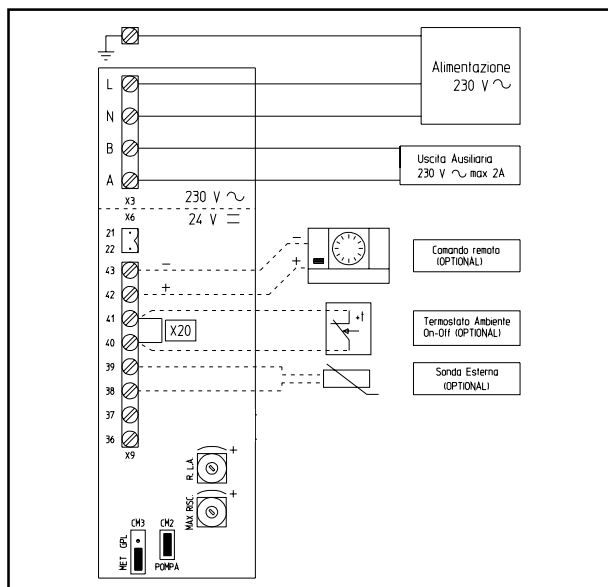 Alimentazione
230 V ~
L
N
B
A
Uscita Ausiliaria
230 V ~ max 2A
X3
230 V ~
X6
24 V ⎓
21
22
43
−
Comando remoto
(OPTIONAL)
42
+
−
+
41
X20
+t
Termostato Ambiente
On-Off (OPTIONAL)
40
39
Sonda Esterna
(OPTIONAL)
38
37
36
X9
R. L.A.
+
MAX RISC.
+
CM3
CM2
MET GPL
POMPA